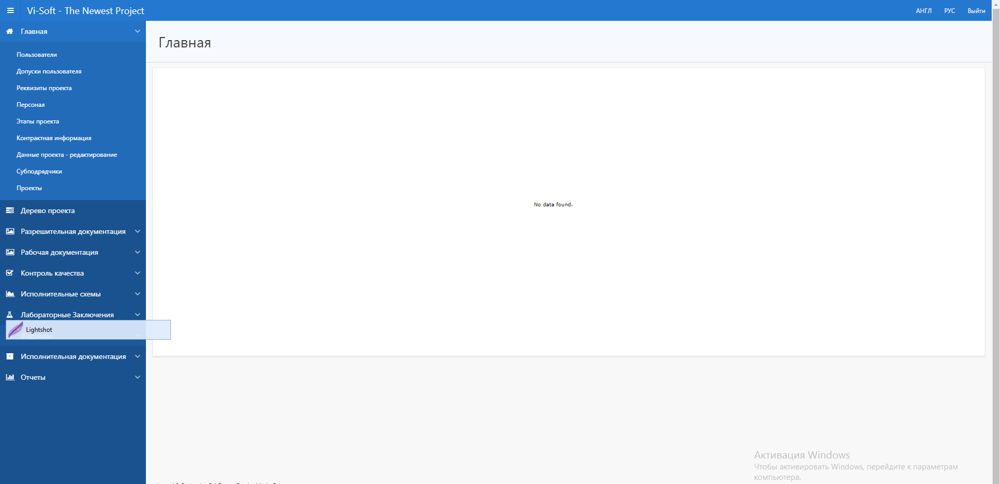 Vi-Soft - The Newest Project
АНГЛ
РУС
Выйти
Главная
Пользователи
Допуски пользователя
Реквизиты проекта
Персонал
Этапы проекта
Контрактная информация
Данные проекта - редактирование
Субподрядчики
Проекты
Дерево проекта
Разрешительная документация
Рабочая документация
Контроль качества
Исполнительные схемы
Лабораторные Заключения
Lightshot
Журналы
Исполнительная документация
Отчеты
Главная
No data found.
Активация Windows
Чтобы активировать Windows, перейдите к параметрам
компьютера.